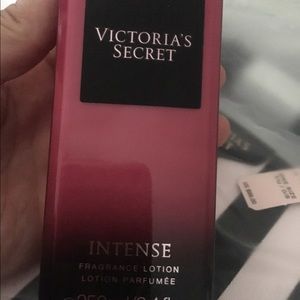 VICTORIA'S
SECRET
INTENSE
FRAGRANCE LOTION
LOTION PARFUMÉE